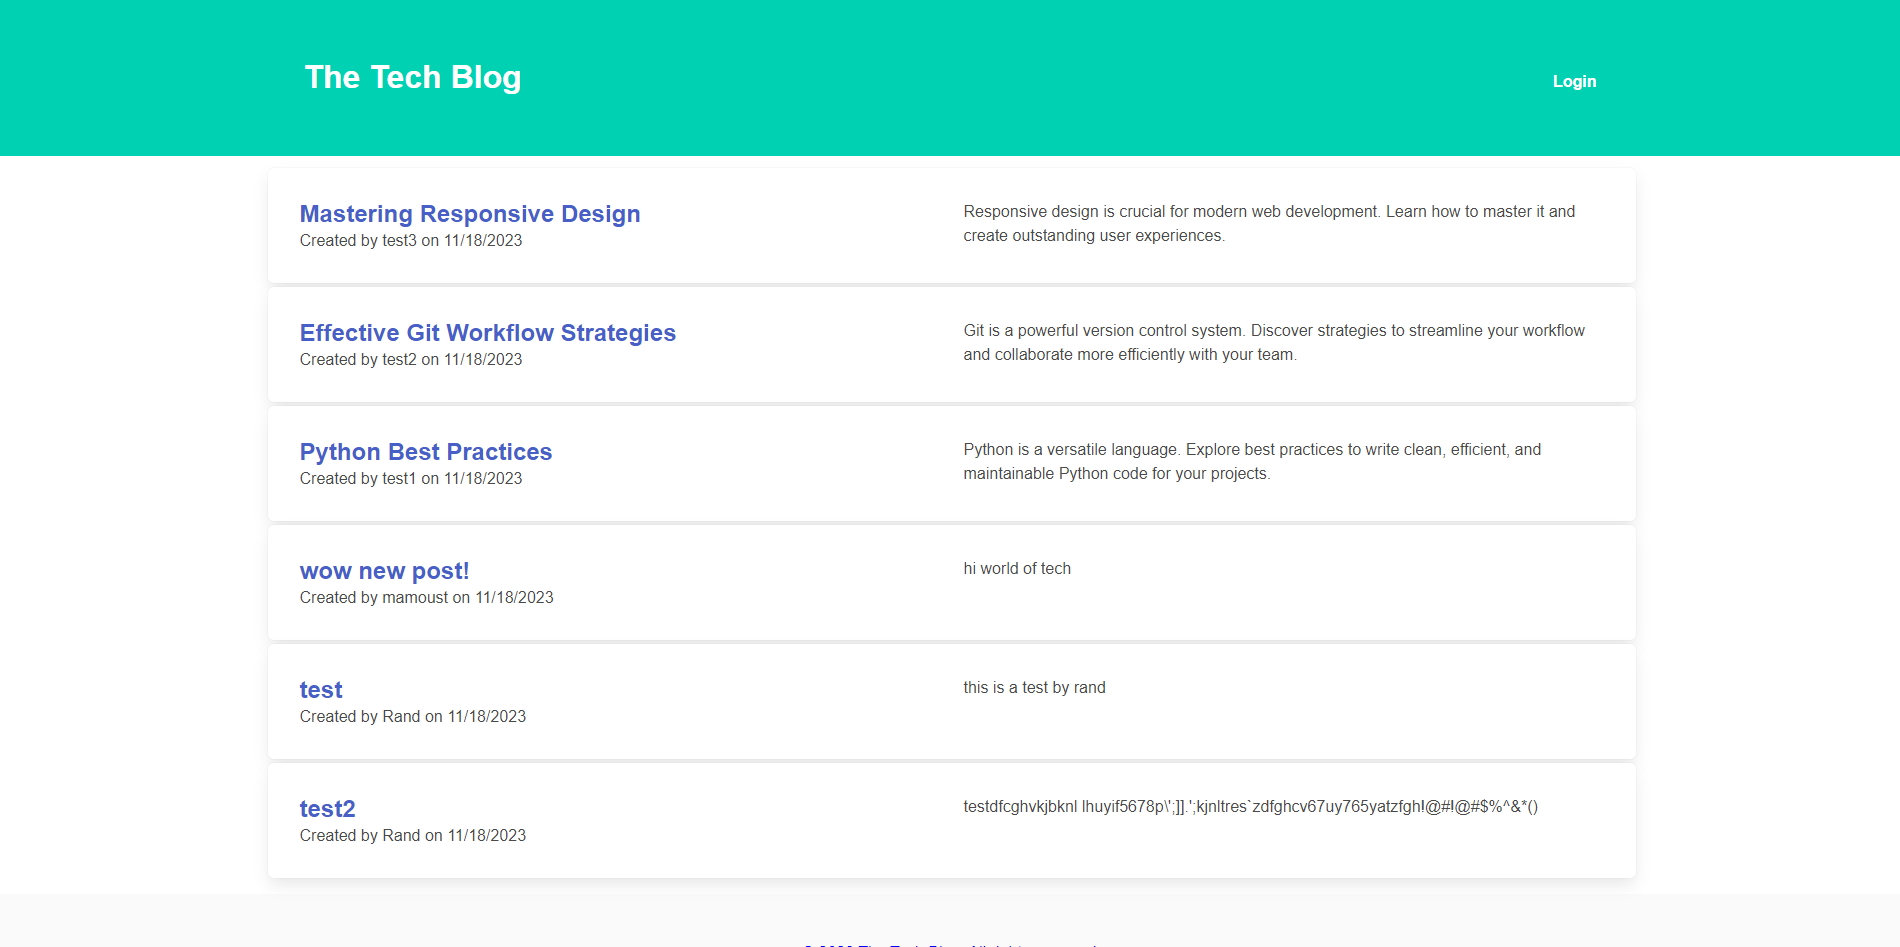 The Tech Blog
Login
Mastering Responsive Design
Created by test3 on 11/18/2023
Responsive design is crucial for modern web development. Learn how to master it and
create outstanding user experiences.
Effective Git Workflow Strategies
Created by test2 on 11/18/2023
Git is a powerful version control system. Discover strategies to streamline your workflow
and collaborate more efficiently with your team.
Python Best Practices
Created by test1 on 11/18/2023
Python is a versatile language. Explore best practices to write clean, efficient, and
maintainable Python code for your projects.
wow new post!
Created by mamoust on 11/18/2023
hi world of tech
test
Created by Rand on 11/18/2023
this is a test by rand
test2
Created by Rand on 11/18/2023
testdfcghvkjbknl lhuyif5678p\';]].';kjnltres`zdfghcv67uy765yatzfgh!@#!@#$%^&*()